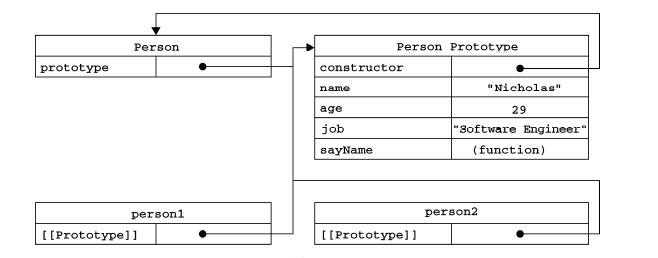 Person
prototype
Person Prototype
constructor
name "Nicholas"
age 29
job "Software Engineer"
sayName (function)
person1
[[Prototype]]
person2
[[Prototype]]